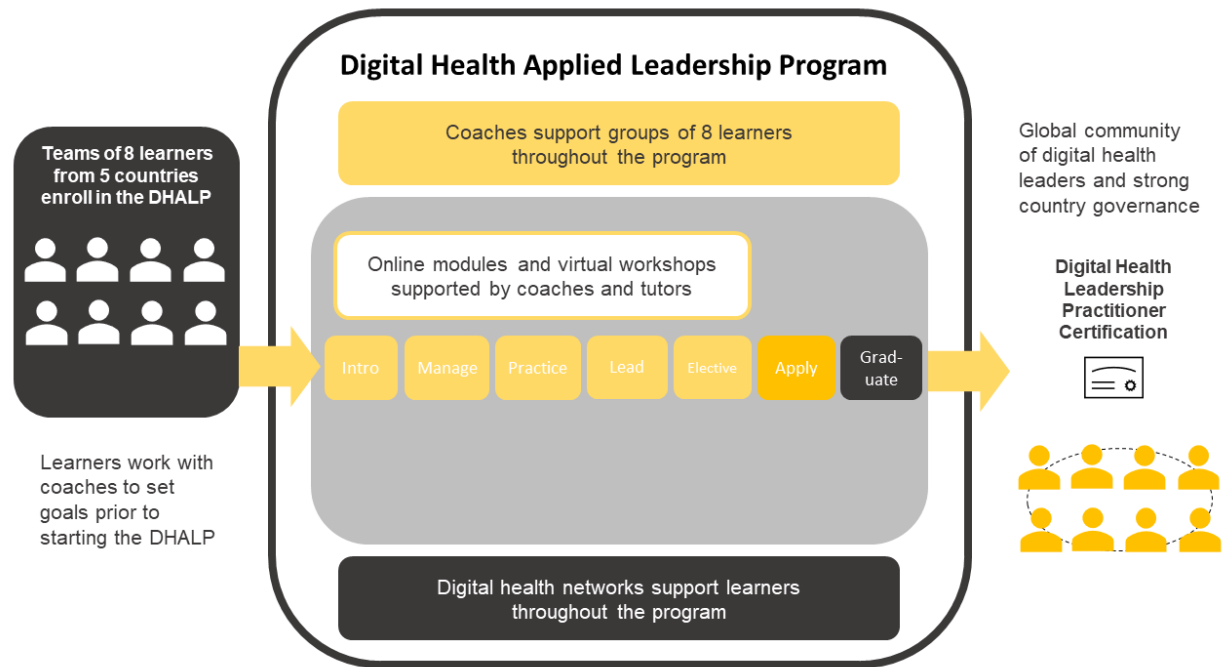 Digital Health Applied Leadership Program
Teams of 8 learners
from 5 countries
enroll in the DHALP
Learners work with
coaches to set
goals prior to
starting the DHALP
Coaches support groups of 8 learners
throughout the program
Online modules and virtual workshops
supported by coaches and tutors
Intro
Manage
Practice
Lead
Elective
Apply
Grad-
uate
Digital health networks support learners
throughout the program
Global community
of digital health
leaders and strong
country governance
Digital Health
Leadership
Practitioner
Certification